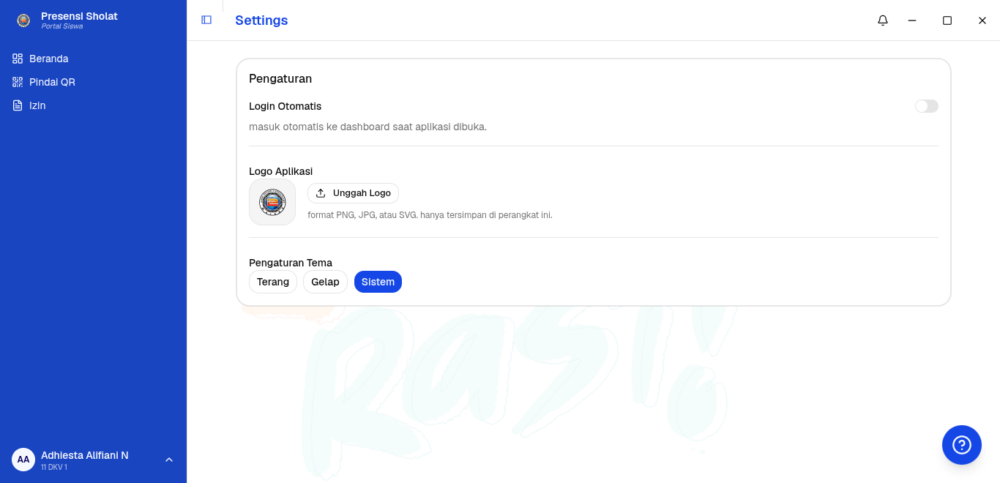 Presensi Sholat
Portal Siswa
Settings
Beranda
Pindai QR
Izin
Pengaturan
Login Otomatis
masuk otomatis ke dashboard saat aplikasi dibuka.
Logo Aplikasi
Unggah Logo
format PNG, JPG, atau SVG. hanya tersimpan di perangkat ini.
Pengaturan Tema
Terang
Gelap
Sistem
Rasi!
AA
Adhiesta Alifiani N
11 DKV 1